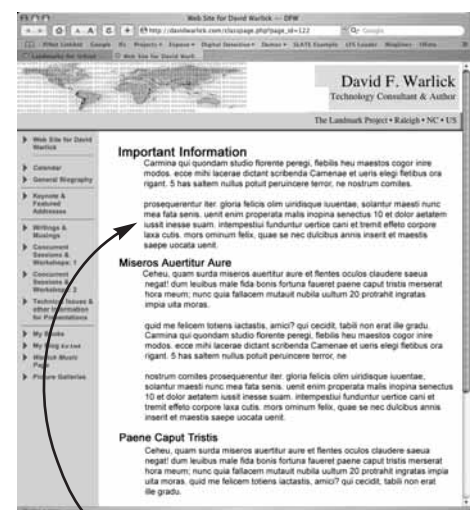 Web Site for David Warlick — DFW
http://davidwarlick.com/classpage.php?page_id=122
Google
David F. Warlick
Technology Consultant & Author
The Landmark Project • Raleigh • NC • US
Web Site for David
Warlick
Calendar
General Biography
Keynote &
Featured
Addresses
Writings &
Musings
Concurrent
Sessions &
Workshops: 1
Concurrent
Sessions &
Workshops: 2
Technical Issues &
other Information
for Presentations
My Books
My Blog
Warlick Music
Page
Picture Galleries
Important Information
Carmina qui quondam studio florente peregi, flebilis heu maestos cogor inire
modos. ecce mihi lacerae dictant scribenda Camenae et ueris elegi fletibus ora
rigant. 5 has saltem nullus potuit peruincere terror, ne nostrum comites.
prosequerentur iter. gloria felicis olim uiridisque iuuentae, solantur maesti nunc
mea fata senis. uenit enim properata malis inopina senectus 10 et dolor aetatem
iussit inesse suam. intempestiui funduntur uertice cani et tremit effeto corpore
laxa cutis. mors ominum felix, quae se nec dulcibus annis inserit et maestis
saepe uocata uenit.
Miseros Auertitur Aure
Ceheu, quam surda miseros auertitur aure et flentes oculos claudere saeua
negat! dum leuibus male fida bonis fortuna faueret paene caput tristis merserat
hora meum; nunc quia fallacem mutauit nubila uultum 20 protrahit ingratas
impia uita moras.
quid me felicem totiens iactastis, amici? qui cecidit, tabili non erat ille gradu.
Carmina qui quondam studio florente peregi, flebilis heu maestos cogor inire
modos. ecce mihi lacerae dictant scribenda Camenae et ueris elegi fletibus ora
rigant. 5 has saltem nullus potuit peruincere terror, ne
nostrum comites prosequerentur iter. gloria felicis olim uiridisque iuuentae,
solantur maesti nunc mea fata senis. uenit enim properata malis inopina senectus
10 et dolor aetatem iussit inesse suam. intempestiui funduntur uertice cani et
tremit effeto corpore laxa cutis. mors ominum felix, quae se nec dulcibus annis
inserit et maestis saepe uocata uenit.
Paene Caput Tristis
Ceheu, quam surda miseros auertitur aure et flentes oculos claudere saeua
negat! dum leuibus male fida bonis fortuna faueret paene caput tristis merserat
hora meum; nunc quia fallacem mutauit nubila uultum 20 protrahit ingratas impia
uita moras. quid me felicem totiens iactastis, amici? qui cecidit, tabili non erat
ille gradu.